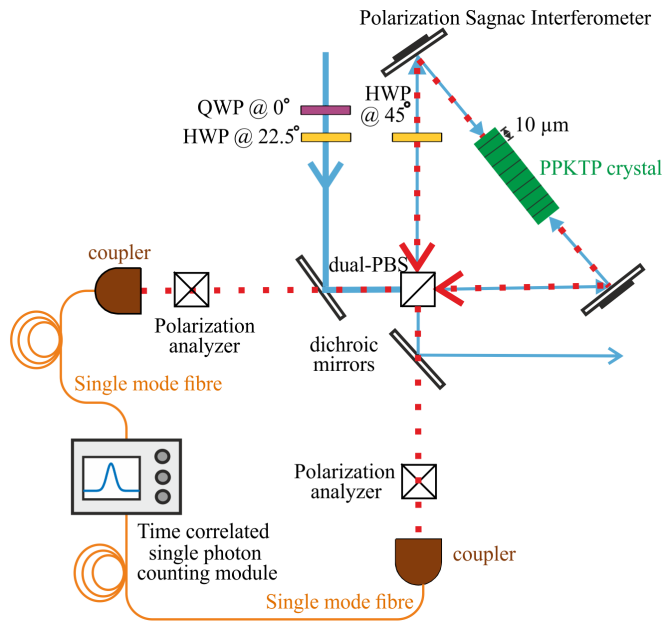 Polarization Sagnac Interferometer
QWP @ 0°
HWP @ 22.5°
HWP
@ 45°
10 µm
PPKTP crystal
dual-PBS
coupler
Polarization
analyzer
dichroic
mirrors
Single mode fibre
Polarization
analyzer
Time correlated
single photon
counting module
coupler
Single mode fibre